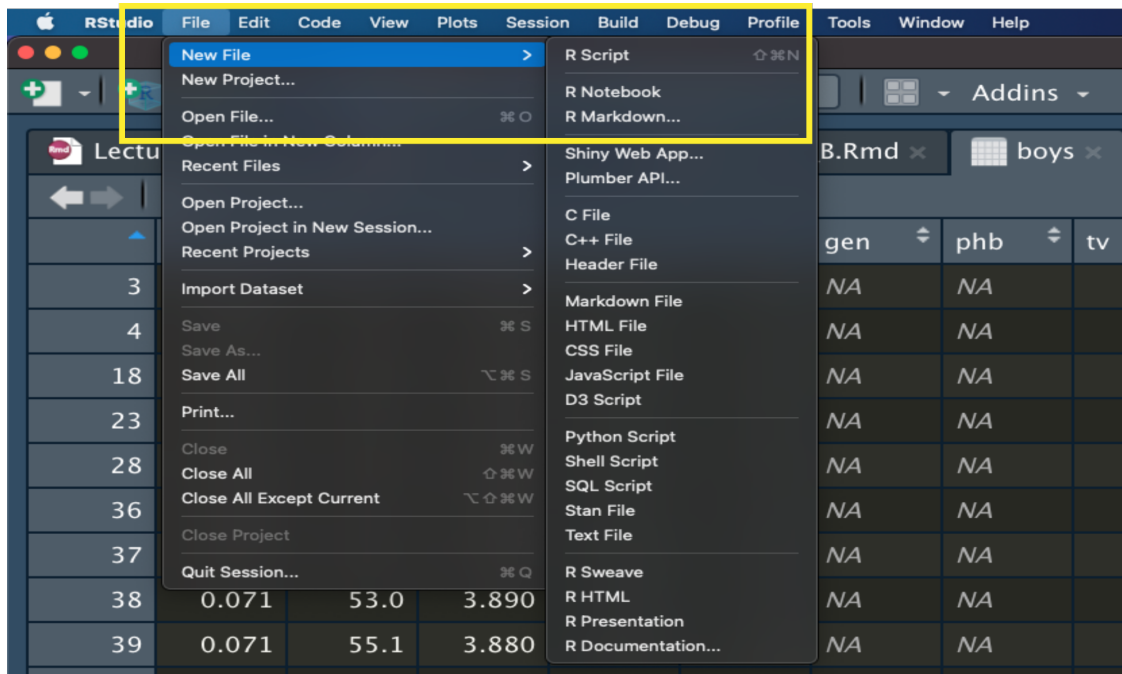 RStudio File Edit Code View Plots Session Build Debug Profile Tools Window Help
New File >
New Project...
Open File... ⌘ O
Open File in New Column...
Recent Files >
Open Project...
Open Project in New Session...
Recent Projects >
Import Dataset >
Save ⌘ S
Save As...
Save All ⌥ ⌘ S
Print...
Close ⌘ W
Close All ⇧ ⌘ W
Close All Except Current ⌥ ⇧ ⌘ W
Close Project
Quit Session... ⌘ Q
R Script ⇧ ⌘ N
R Notebook
R Markdown...
Shiny Web App...
Plumber API...
C File
C++ File
Header File
Markdown File
HTML File
CSS File
JavaScript File
D3 Script
Python Script
Shell Script
SQL Script
Stan File
Text File
R Sweave
R HTML
R Presentation
R Documentation...
R Addins
Rmd Lectu B.Rmd × boys ×
gen phb tv
3 NA NA
4 NA NA
18 NA NA
23 NA NA
28 NA NA
36 NA NA
37 NA NA
38 0.071 53.0 3.890 NA NA
39 0.071 55.1 3.880 NA NA